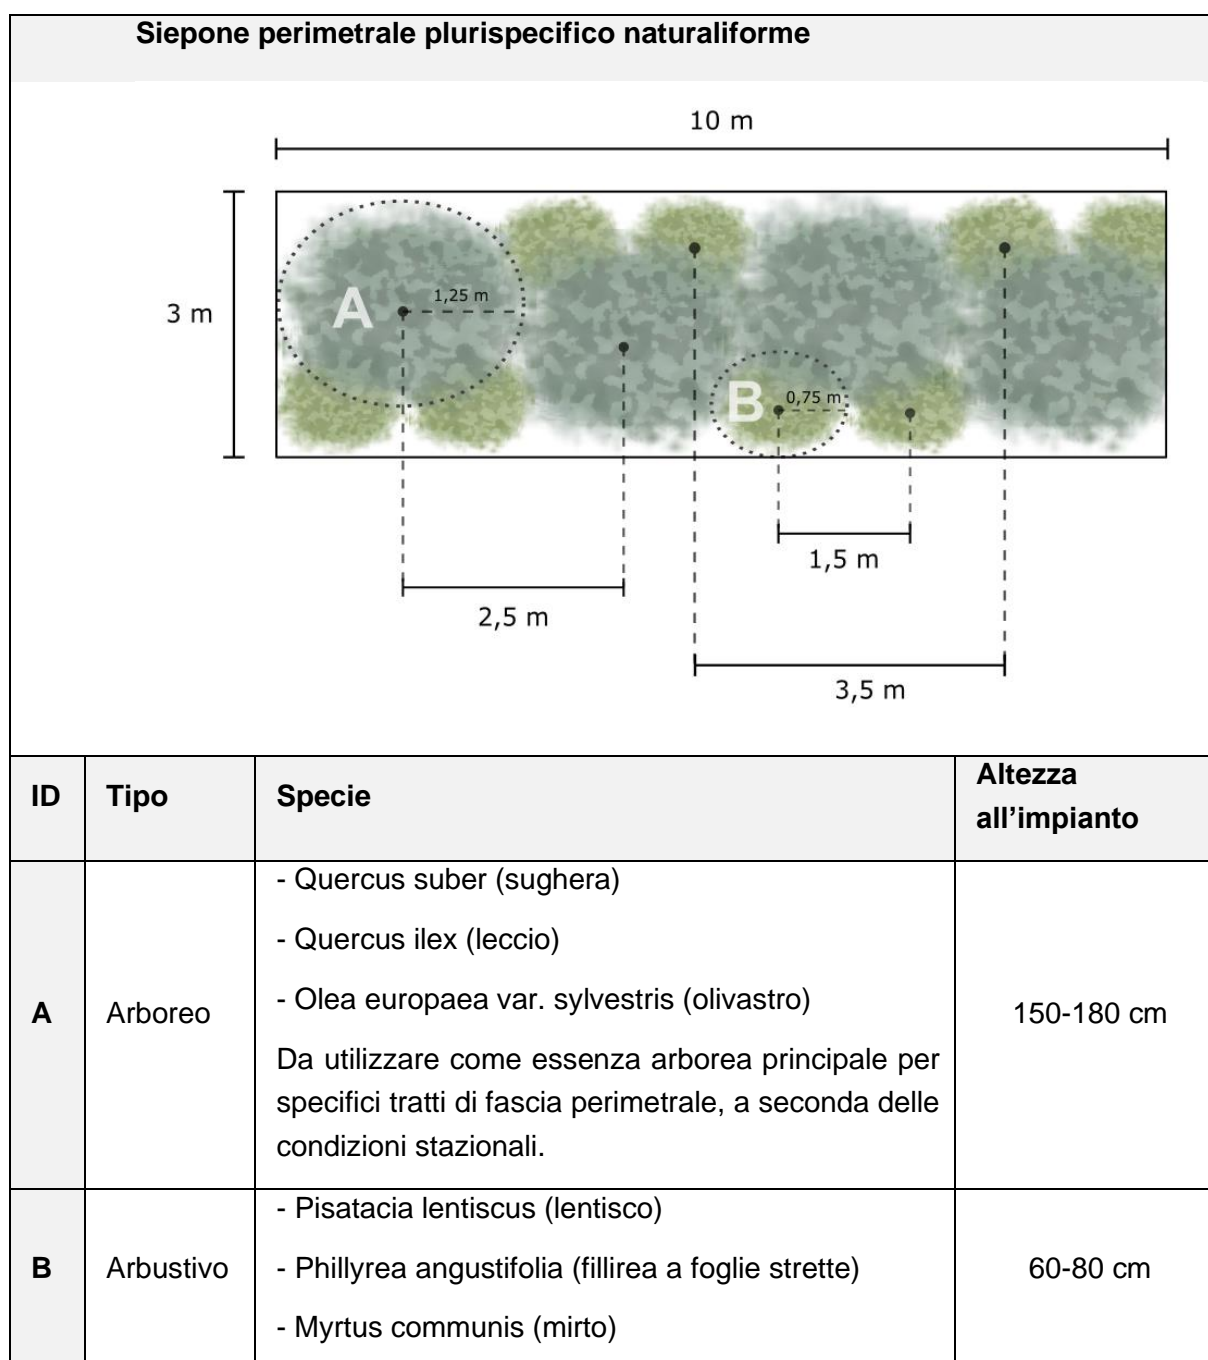 Siepone perimetrale plurispecifico naturaliforme
10 m
3 m
A
1,25 m
B
0,75 m
1,5 m
2,5 m
3,5 m
ID
Tipo
Specie
Altezza
all’impianto
A
Arboreo
- Quercus suber (sughera)
- Quercus ilex (leccio)
- Olea europaea var. sylvestris (olivastro)
Da utilizzare come essenza arborea principale per
specifici tratti di fascia perimetrale, a seconda delle
condizioni stazionali.
150-180 cm
B
Arbustivo
- Pisatacia lentiscus (lentisco)
- Phillyrea angustifolia (fillirea a foglie strette)
- Myrtus communis (mirto)
60-80 cm